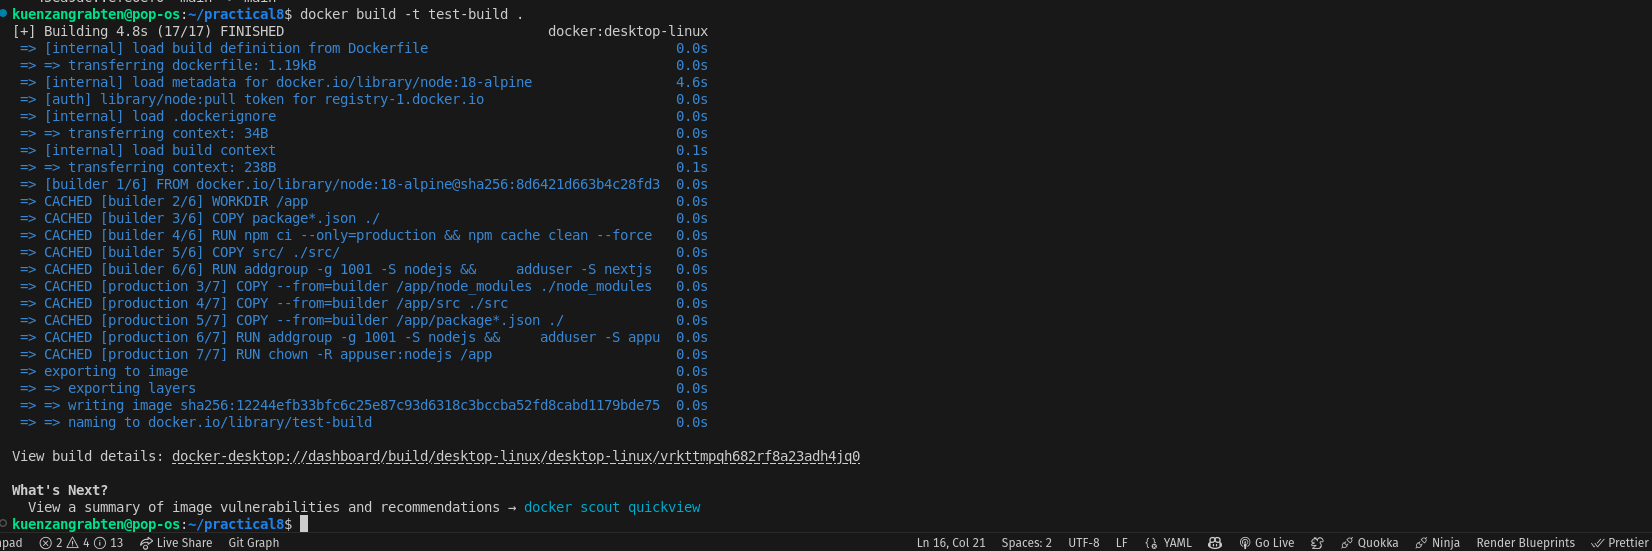 kuenzangrabten@pop-os:~/practical8$ docker build -t test-build .
[+] Building 4.8s (17/17) FINISHED docker:desktop-linux
=> [internal] load build definition from Dockerfile 0.0s
=> => transferring dockerfile: 1.19kB 0.0s
=> [internal] load metadata for docker.io/library/node:18-alpine 4.6s
=> [auth] library/node:pull token for registry-1.docker.io 0.0s
=> [internal] load .dockerignore 0.0s
=> => transferring context: 34B 0.0s
=> [internal] load build context 0.1s
=> => transferring context: 238B 0.1s
=> [builder 1/6] FROM docker.io/library/node:18-alpine@sha256:8d6421d663b4c28fd3 0.0s
=> CACHED [builder 2/6] WORKDIR /app 0.0s
=> CACHED [builder 3/6] COPY package*.json ./ 0.0s
=> CACHED [builder 4/6] RUN npm ci --only=production && npm cache clean --force 0.0s
=> CACHED [builder 5/6] COPY src/ ./src/ 0.0s
=> CACHED [builder 6/6] RUN addgroup -g 1001 -S nodejs &&     adduser -S nextjs 0.0s
=> CACHED [production 3/7] COPY --from=builder /app/node_modules ./node_modules 0.0s
=> CACHED [production 4/7] COPY --from=builder /app/src ./src 0.0s
=> CACHED [production 5/7] COPY --from=builder /app/package*.json ./ 0.0s
=> CACHED [production 6/7] RUN addgroup -g 1001 -S nodejs &&     adduser -S appu 0.0s
=> CACHED [production 7/7] RUN chown -R appuser:nodejs /app 0.0s
=> exporting to image 0.0s
=> => exporting layers 0.0s
=> => writing image sha256:12244efb33bfc6c25e87c93d6318c3bccba52fd8cabd1179bde75 0.0s
=> => naming to docker.io/library/test-build 0.0s
View build details: docker-desktop://dashboard/build/desktop-linux/desktop-linux/vrkttmpqh682rf8a23adh4jq0
What's Next?
View a summary of image vulnerabilities and recommendations → docker scout quickview
kuenzangrabten@pop-os:~/practical8$
npad 2 4 13 Live Share Git Graph Ln 16, Col 21 Spaces: 2 UTF-8 LF YAML Go Live Quokka Ninja Render Blueprints Prettier